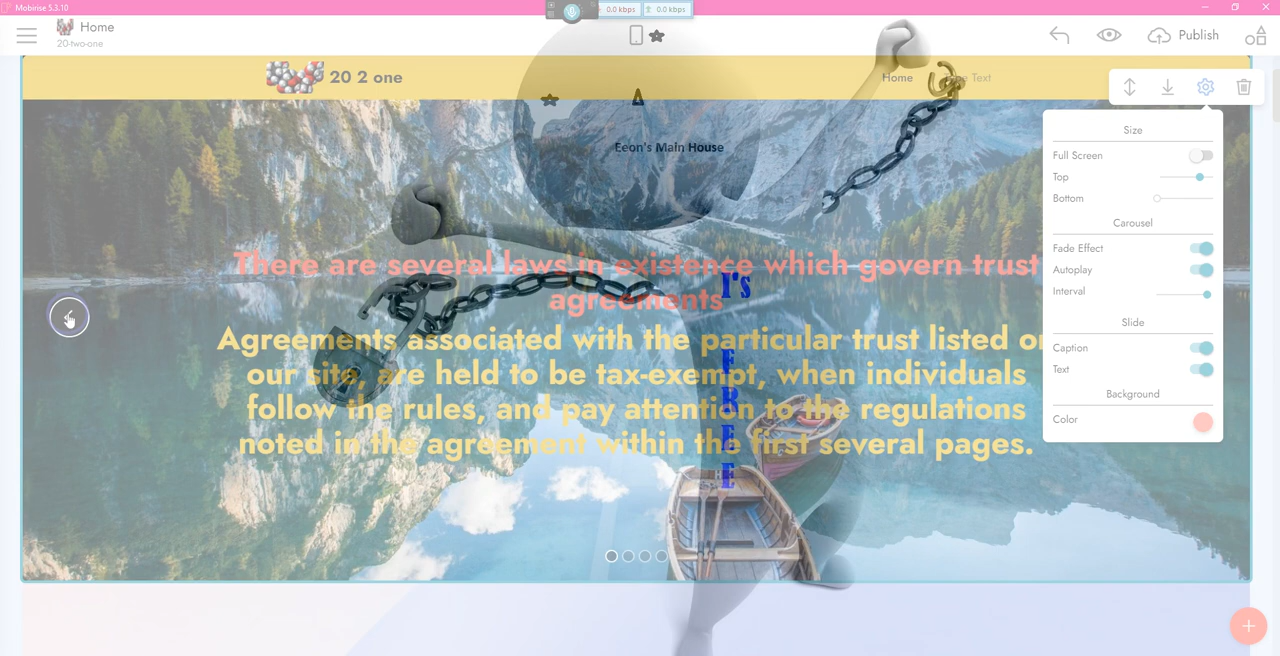 Mobirise 5.3.10
0.0 kbps
0.0 kbps
Home
20-two-one
Publish
20 2 one
Home
Type Text
A
Eeon's Main House
Size
Full Screen
Top
Bottom
Carousel
Fade Effect
Autoplay
Interval
Slide
Caption
Text
Background
Color
There are several laws in existence which govern trust
agreements
I's
F
R
E
E
Agreements associated with the particular trust listed on
our site, are held to be tax-exempt, when individuals
follow the rules, and pay attention to the regulations
noted in the agreement within the first several pages.